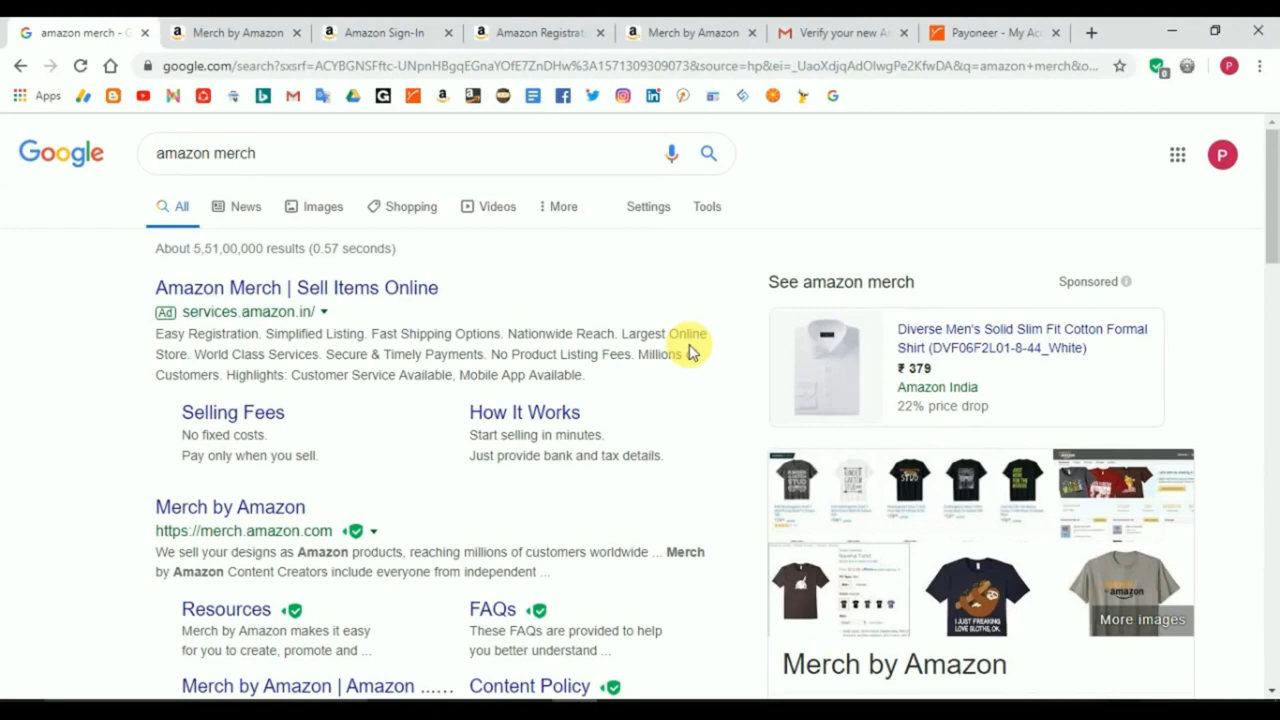 amazon merch - G
Merch by Amazon
Amazon Sign-In
Amazon Registrat
Merch by Amazon
Verify your new A
Payoneer - My Acc
google.com/search?sxsrf=ACYBGNSFftc-UNpnHBgqEGnaYOfE7ZnDHw%3A1571309309073&source=hp&ei=_UaoXdjqAdOlwgPe2KfwDA&q=amazon+merch&o...
P
Apps
Google
amazon merch
P
All
News
Images
Shopping
Videos
More
Settings
Tools
About 5,51,00,000 results (0.57 seconds)
Amazon Merch | Sell Items Online
Ad services.amazon.in/
Easy Registration. Simplified Listing. Fast Shipping Options. Nationwide Reach. Largest Online
Store. World Class Services. Secure & Timely Payments. No Product Listing Fees. Millions
Customers. Highlights: Customer Service Available, Mobile App Available.
Selling Fees
No fixed costs.
Pay only when you sell.
How It Works
Start selling in minutes.
Just provide bank and tax details.
Merch by Amazon
https://merch.amazon.com
We sell your designs as Amazon products, reaching millions of customers worldwide ... Merch
by Amazon Content Creators include everyone from independent ...
Resources
Merch by Amazon makes it easy
for you to create, promote and ...
FAQs
These FAQs are provided to help
you better understand ...
Merch by Amazon | Amazon ......
Content Policy
See amazon merch
Sponsored
Diverse Men's Solid Slim Fit Cotton Formal
Shirt (DVF06F2L01-8-44_White)
₹ 379
Amazon India
22% price drop
I JUST FREAKING
LOVE SLOTHS, OK.
amazon
More images
Merch by Amazon